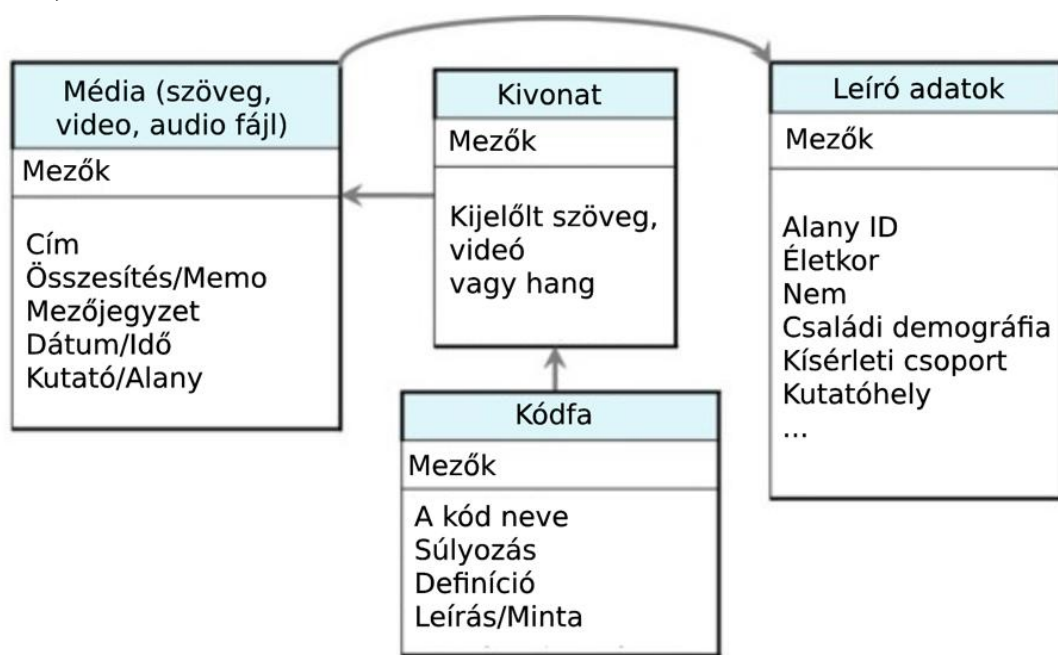 Média (szöveg,
video, audio fájl)
Mezők
Cím
Összesítés/Memo
Mezőjegyzet
Dátum/Idő
Kutató/Alany
Kivonat
Mezők
Kijelőlt szöveg,
videó
vagy hang
Kódfa
Mezők
A kód neve
Súlyozás
Definíció
Leírás/Minta
Leíró adatok
Mezők
Alany ID
Életkor
Nem
Családi demográfia
Kísérleti csoport
Kutatóhely
...